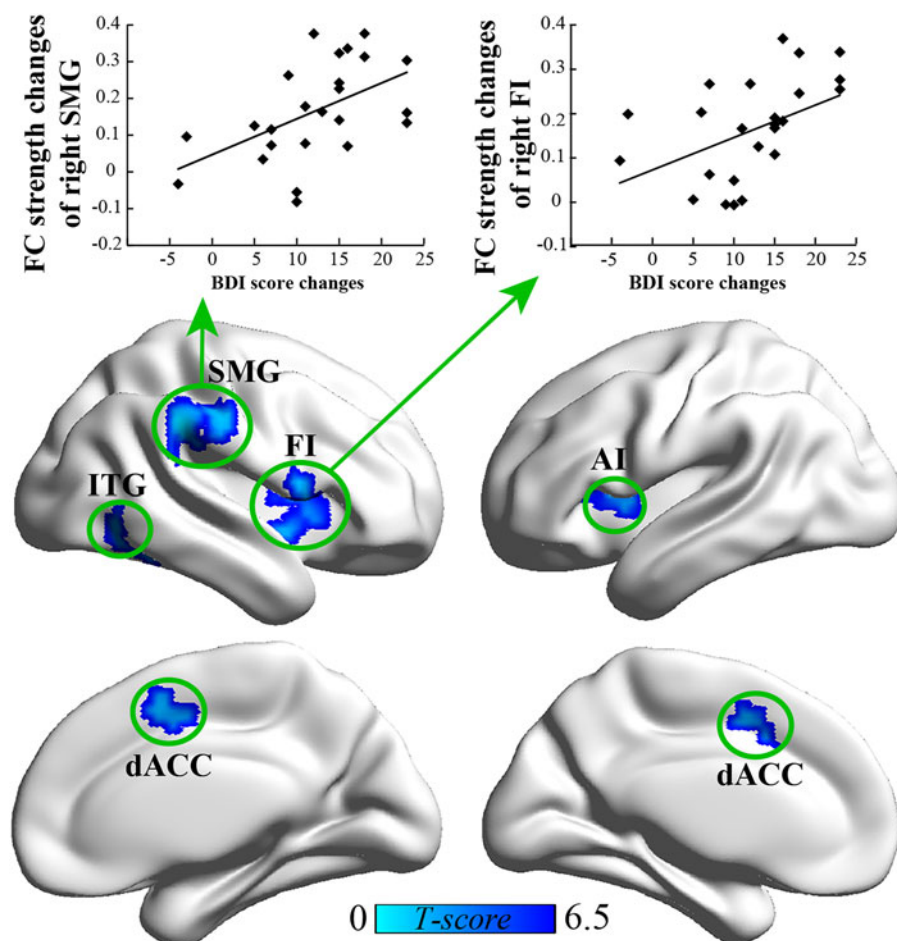 FC strength changes
of right SMG
0.4
0.3
0.2
0.1
0
-0.1
-0.2
-5 0 5 10 15 20 25
BDI score changes
FC strength changes
of right FI
0.4
0.3
0.2
0.1
0
-0.1
-5 0 5 10 15 20 25
BDI score changes
SMG
FI
ITG
AI
dACC
dACC
0 T-score 6.5